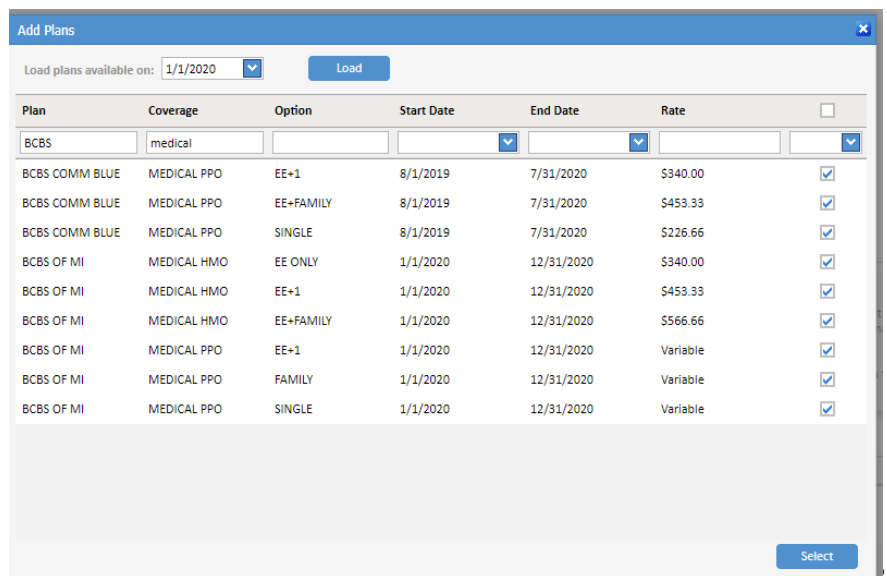 Add Plans
Load plans available on: 1/1/2020 Load
Plan Coverage Option Start Date End Date Rate
BCBS medical
BCBS COMM BLUE MEDICAL PPO EE+1 8/1/2019 7/31/2020 $340.00
BCBS COMM BLUE MEDICAL PPO EE+FAMILY 8/1/2019 7/31/2020 $453.33
BCBS COMM BLUE MEDICAL PPO SINGLE 8/1/2019 7/31/2020 $226.66
BCBS OF MI MEDICAL HMO EE ONLY 1/1/2020 12/31/2020 $340.00
BCBS OF MI MEDICAL HMO EE+1 1/1/2020 12/31/2020 $453.33
BCBS OF MI MEDICAL HMO EE+FAMILY 1/1/2020 12/31/2020 $566.66
BCBS OF MI MEDICAL PPO EE+1 1/1/2020 12/31/2020 Variable
BCBS OF MI MEDICAL PPO FAMILY 1/1/2020 12/31/2020 Variable
BCBS OF MI MEDICAL PPO SINGLE 1/1/2020 12/31/2020 Variable
Select